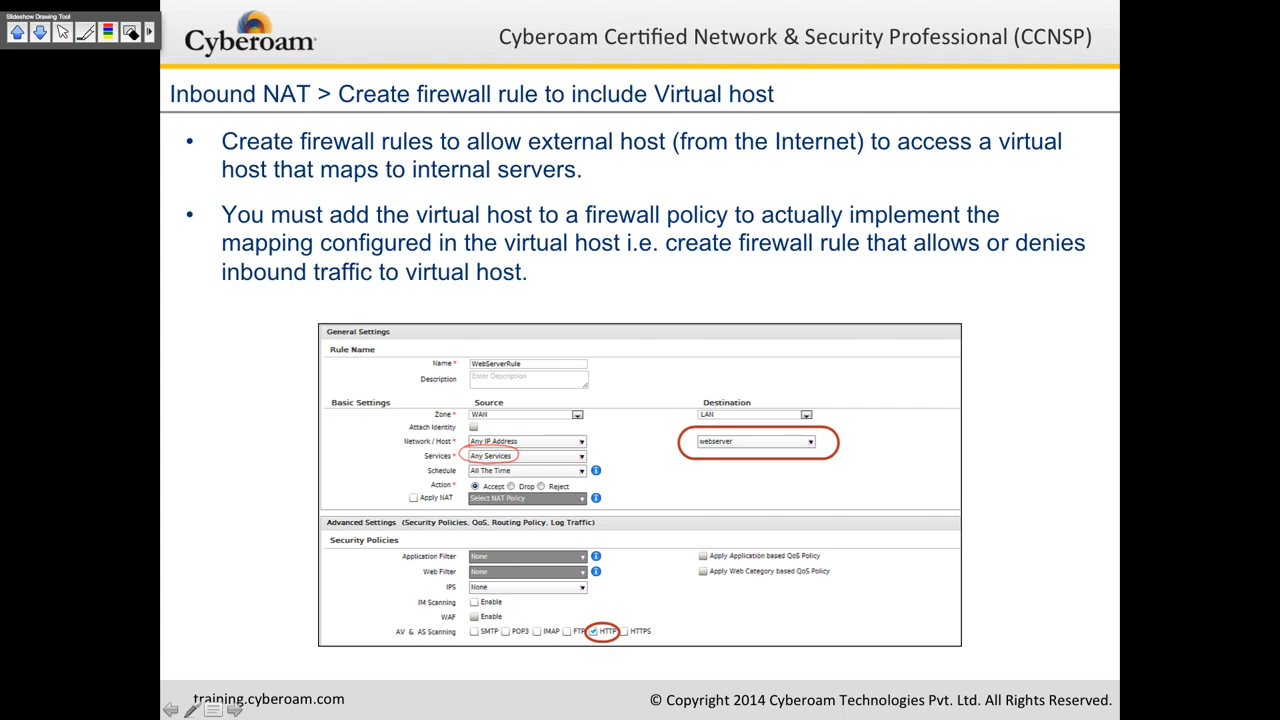 Slideshow Drawing Tool
Cyberoam
Cyberoam Certified Network & Security Professional (CCNSP)
Inbound NAT > Create firewall rule to include Virtual host
• Create firewall rules to allow external host (from the Internet) to access a virtual
host that maps to internal servers.
• You must add the virtual host to a firewall policy to actually implement the
mapping configured in the virtual host i.e. create firewall rule that allows or denies
inbound traffic to virtual host.
General Settings
Rule Name
Name * WebServerRule
Description Enter Description
Basic Settings Source Destination
Zone * WAN LAN
Attach Identity
Network / Host * Any IP Address webserver
Services * Any Services
Schedule All The Time
Action * Accept Drop Reject
Apply NAT Select NAT Policy
Advanced Settings (Security Policies, QoS, Routing Policy, Log Traffic)
Security Policies
Application Filter None Apply Application based QoS Policy
Web Filter None Apply Web Category based QoS Policy
IPS None
IM Scanning Enable
WAF Enable
AV & AS Scanning SMTP POP3 IMAP FTP HTTP HTTPS
training.cyberoam.com © Copyright 2014 Cyberoam Technologies Pvt. Ltd. All Rights Reserved.